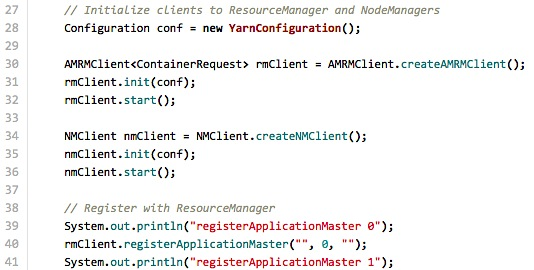 27 // Initialize clients to ResourceManager and NodeManagers
28 Configuration conf = new YarnConfiguration();
29
30 AMRMClient<ContainerRequest> rmClient = AMRMClient.createAMRMClient();
31 rmClient.init(conf);
32 rmClient.start();
33
34 NMClient nmClient = NMClient.createNMClient();
35 nmClient.init(conf);
36 nmClient.start();
37
38 // Register with ResourceManager
39 System.out.println("registerApplicationMaster 0");
40 rmClient.registerApplicationMaster("", 0, "");
41 System.out.println("registerApplicationMaster 1");